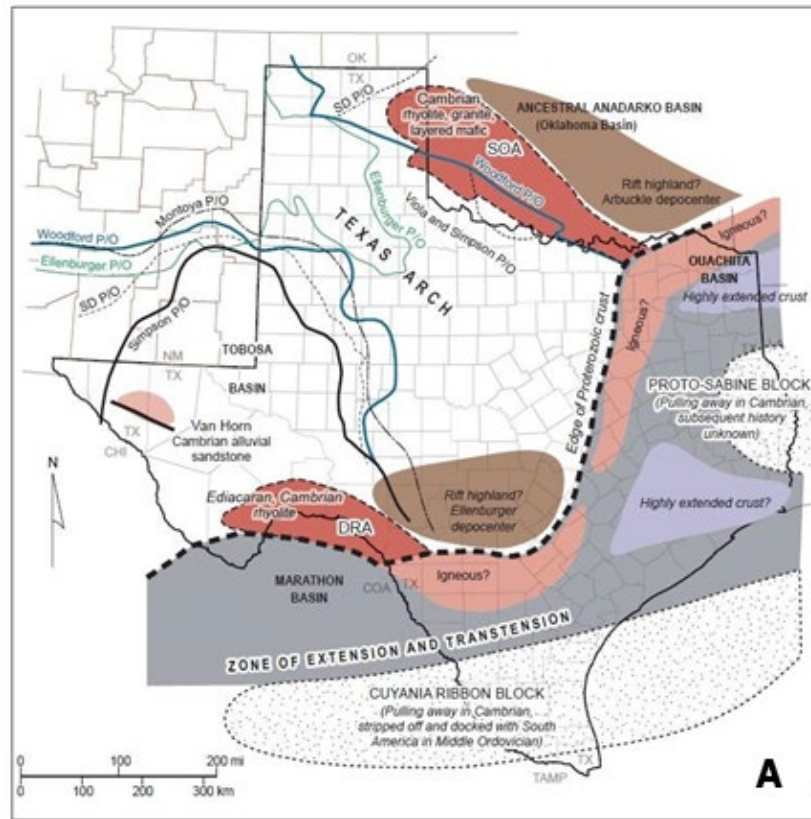 OK
TX
SD P/O
Cambrian
rhyolite, granite,
layered mafic
SOA
ANCESTRAL ANADARKO BASIN
(Oklahoma Basin)
Rift highland?
Arbuckle depocenter
Woodford P/O
Viola and Simpson P/O
Ellenburger P/O
TEXAS ARCH
Montoya P/O
Woodford P/O
Ellenburger P/O
SD P/O
Simpson P/O
NM
TX
TOBOSA
BASIN
Igneous?
OUACHITA
BASIN
Highly extended crust
Igneous?
Edge of Proterozoic crust
TX
PROTO-SABINE BLOCK
(Pulling away in Cambrian,
subsequent history
unknown)
Highly extended crust?
Van Horn
Cambrian alluvial
sandstone
TX
CHI
N
Ediacaran, Cambrian
rhyolite
DRA
Rift highland?
Ellenburger
depocenter
Igneous?
MARATHON
BASIN
COA
TX
ZONE OF EXTENSION AND TRANSTENSION
CUYANIA RIBBON BLOCK
(Pulling away in Cambrian,
stripped off and docked with South
America in Middle Ordovician)
TX
TAMP
0 100 200 mi
0 100 200 300 km
A